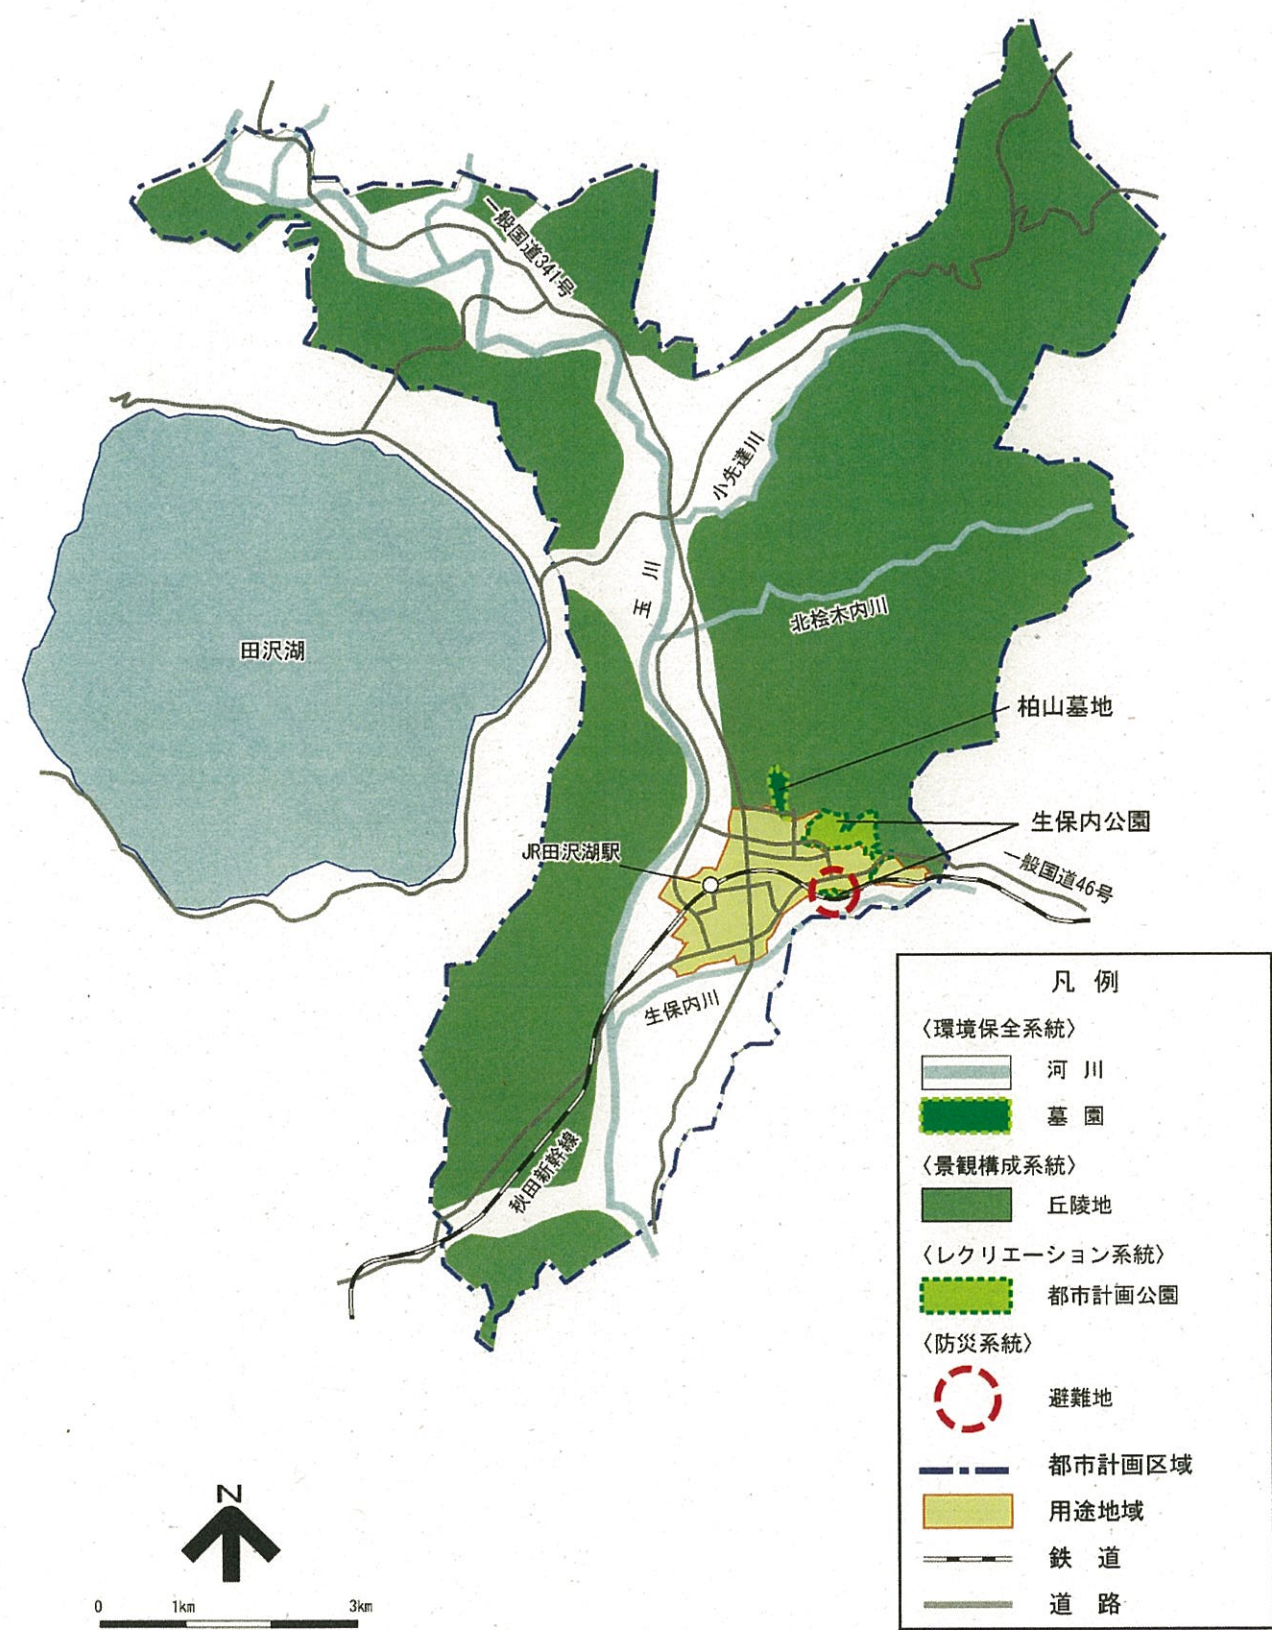 一般国道341号
小先達川
玉川
北桧木内川
田沢湖
柏山墓地
生保内公園
JR田沢湖駅
一般国道46号
生保内川
秋田新幹線
凡例
〈環境保全系統〉
河川
墓園
〈景観構成系統〉
丘陵地
〈レクリエーション系統〉
都市計画公園
〈防災系統〉
避難地
都市計画区域
用途地域
鉄道
道路
N
0 1km 3km